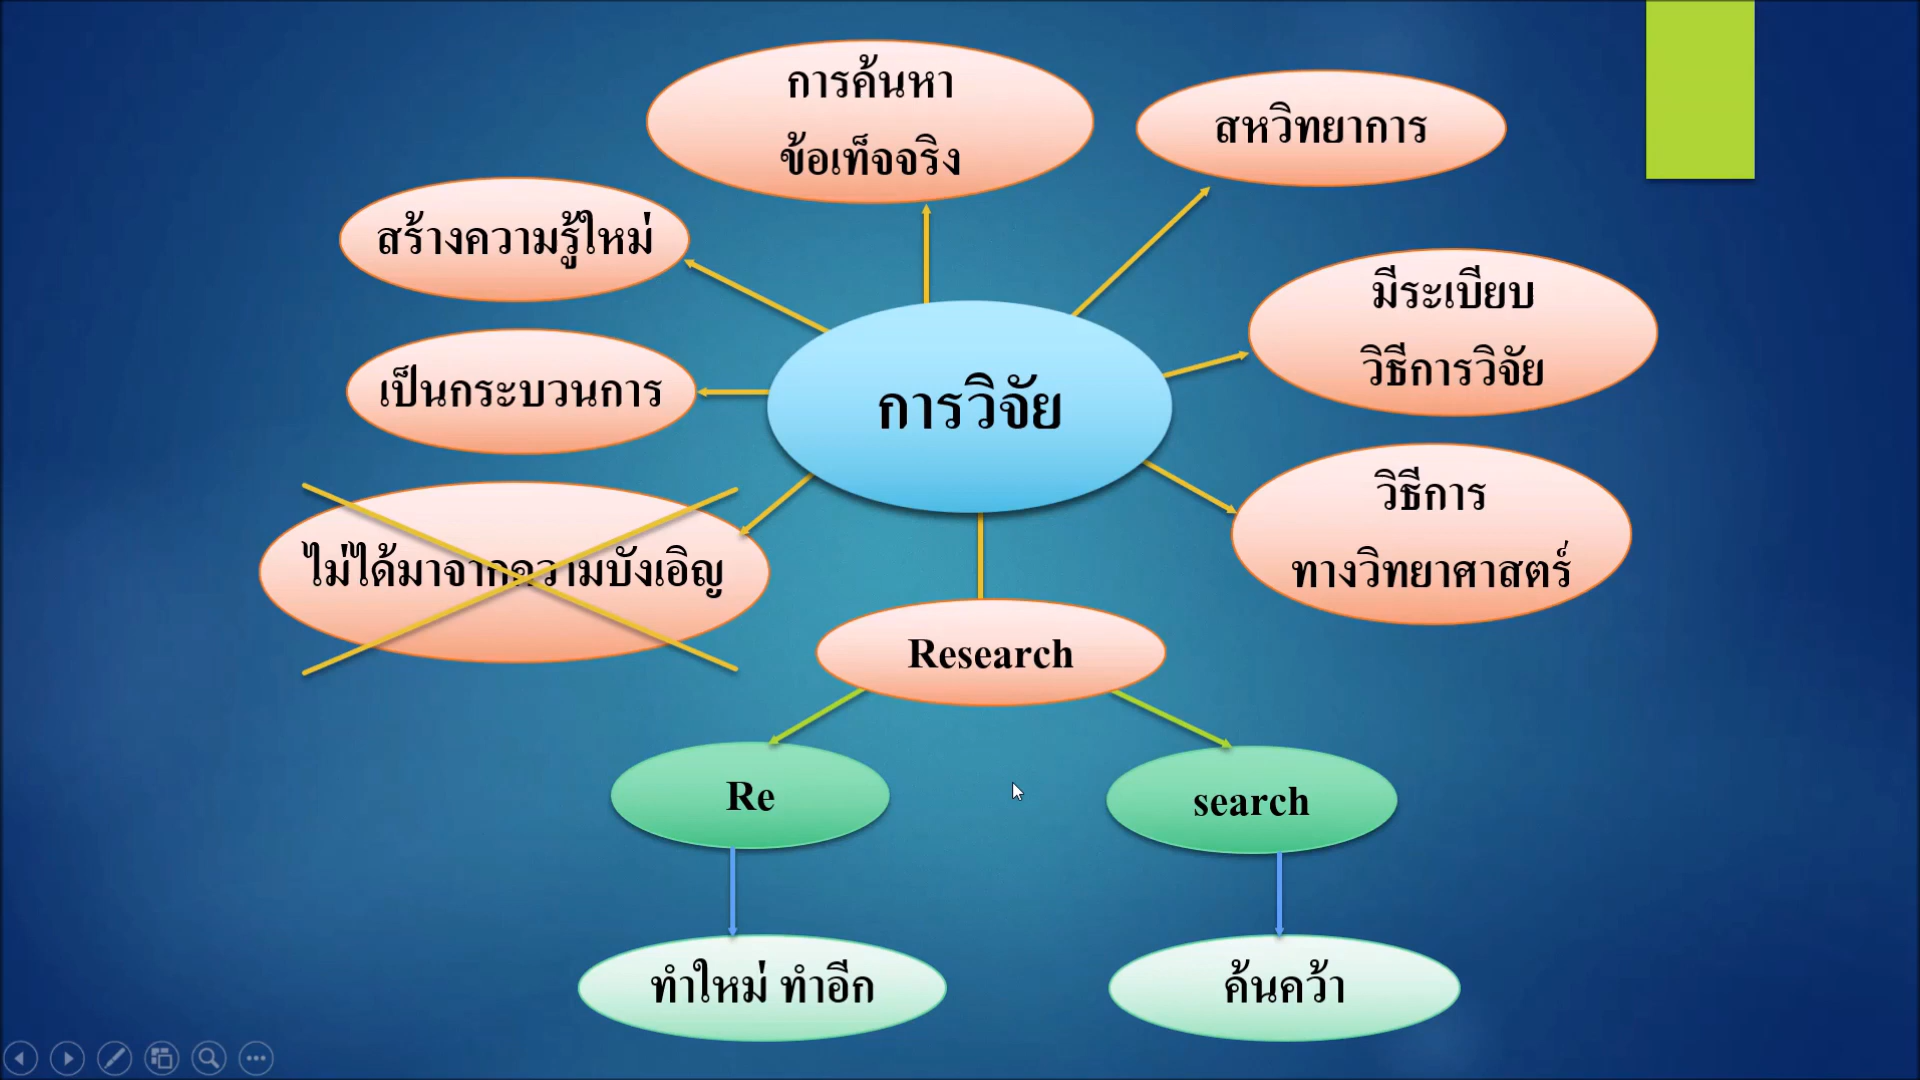 การค้นหา
ข้อเท็จจริง
สหวิทยาการ
สร้างความรู้ใหม่
มีระเบียบ
วิธีการวิจัย
เป็นกระบวนการ
การวิจัย
วิธีการ
ทางวิทยาศาสตร์
ไม่ได้มาจากความบังเอิญ
Research
Re
search
ทำใหม่ ทำอีก
ค้นคว้า